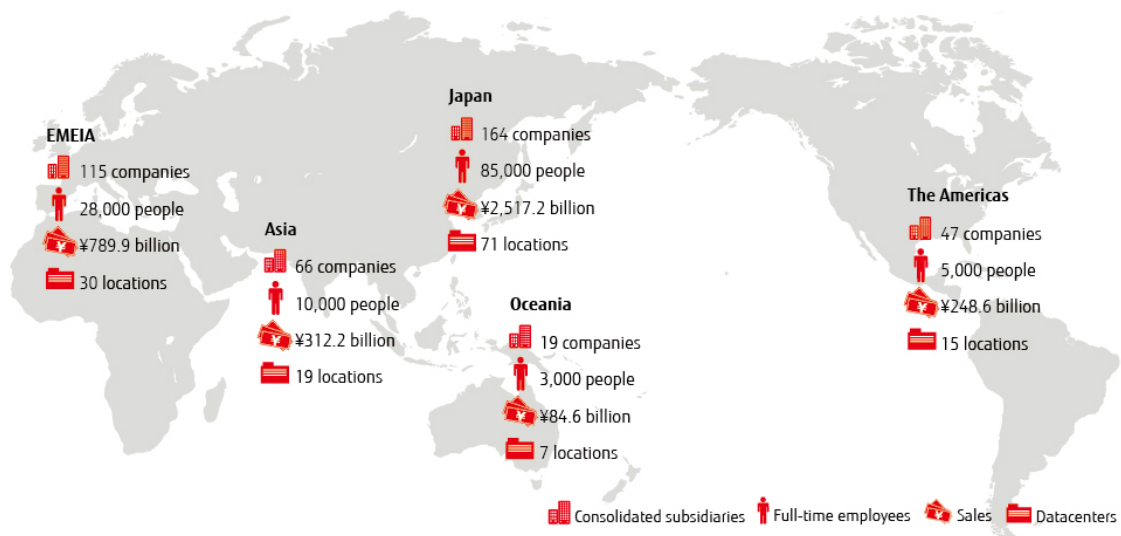 Japan
164 companies
85,000 people
¥2,517.2 billion
71 locations
EMEIA
115 companies
28,000 people
¥789.9 billion
30 locations
Asia
66 companies
10,000 people
¥312.2 billion
19 locations
Oceania
19 companies
3,000 people
¥84.6 billion
7 locations
The Americas
47 companies
5,000 people
¥248.6 billion
15 locations
Consolidated subsidiaries Full-time employees Sales Datacenters